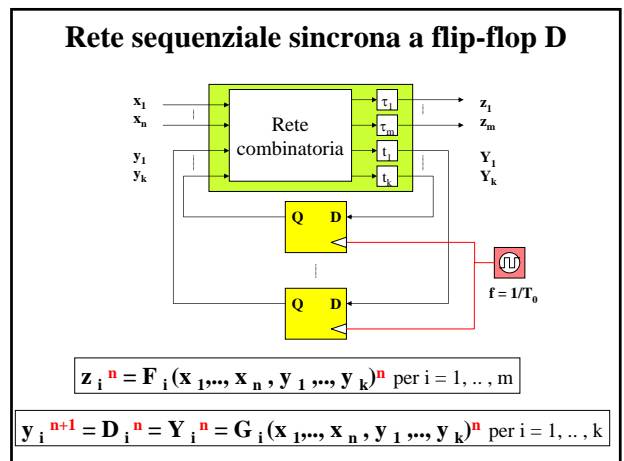 Rete sequenziale sincrona a flip-flop D
x1
xn
y1
yk
Rete
combinatoria
τ1
τm
t1
tk
z1
zm
Y1
Yk
Q D
Q D
f = 1/T0
z i n = F i (x 1,.., x n , y 1 ,.., y k)n per i = 1, .. , m
y i n+1 = D i n = Y i n = G i (x 1,.., x n , y 1 ,.., y k)n per i = 1, .. , k